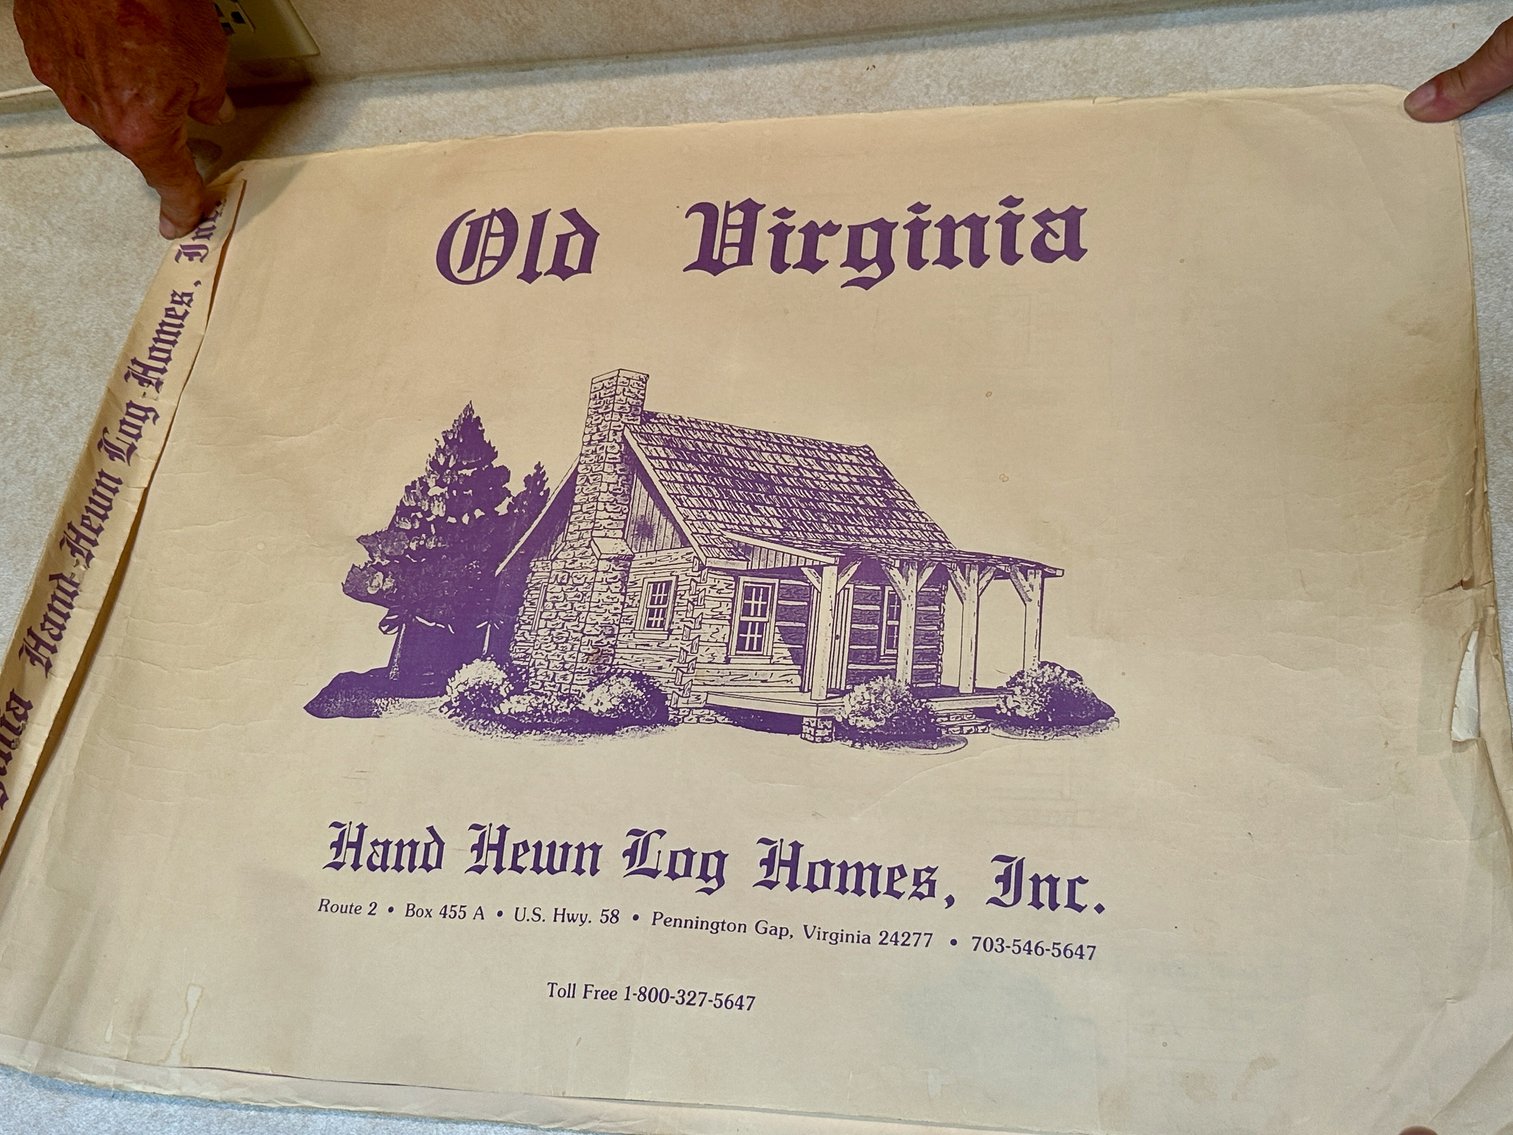 Old Virginia
Hand Hewn Log Homes, Inc.
Route 2 • Box 455 A • U.S. Hwy. 58 • Pennington Gap, Virginia 24277 • 703-546-5647
Toll Free 1-800-327-5647
Hand Hewn Log Homes, Inc.